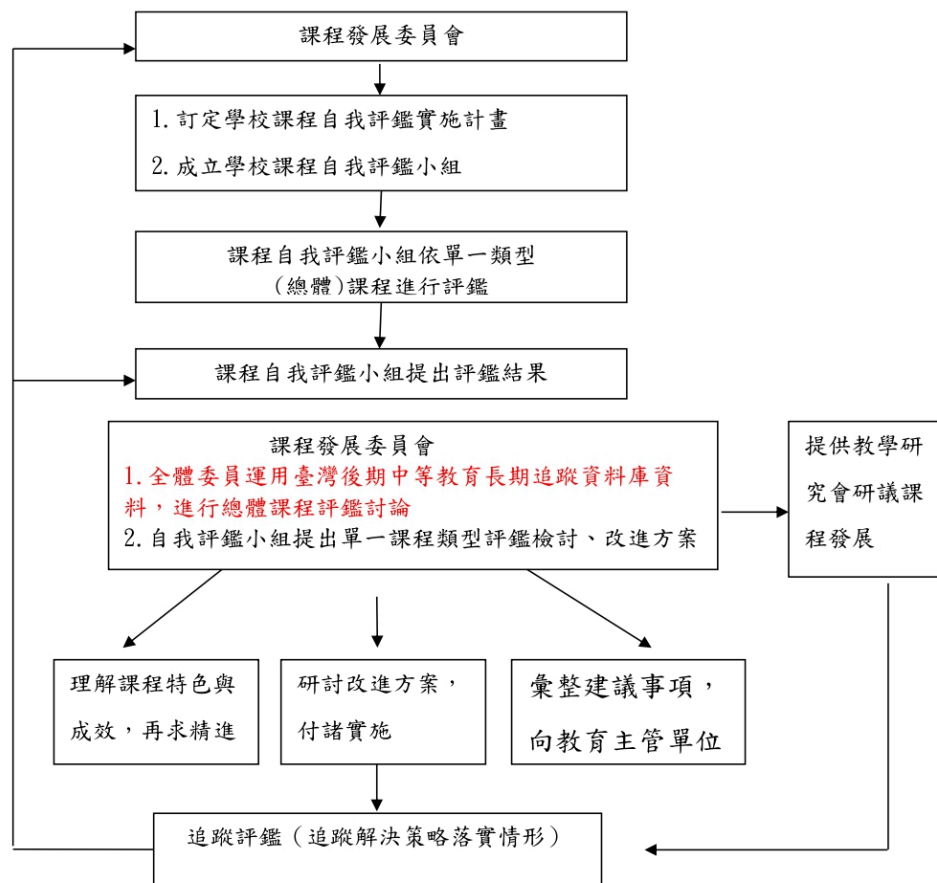 課程發展委員會
1.訂定學校課程自我評鑑實施計畫
2.成立學校課程自我評鑑小組
課程自我評鑑小組依單一類型
(總體)課程進行評鑑
課程自我評鑑小組提出評鑑結果
課程發展委員會
1.全體委員運用臺灣後期中等教育長期追蹤資料庫資
料，進行總體課程評鑑討論
2.自我評鑑小組提出單一課程類型評鑑檢討、改進方案
提供教學研
究會研議課
程發展
理解課程特色與
成效，再求精進
研討改進方案，
付諸實施
彙整建議事項，
向教育主管單位
追蹤評鑑（追蹤解決策略落實情形）